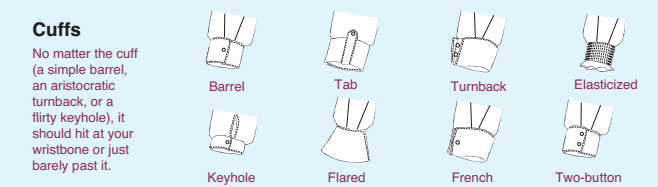 Cuffs
No matter the cuff
(a simple barrel,
an aristocratic
turnback, or a
flirty keyhole), it
should hit at your
wristbone or just
barely past it.
Barrel
Tab
Turnback
Elasticized
Keyhole
Flared
French
Two-button